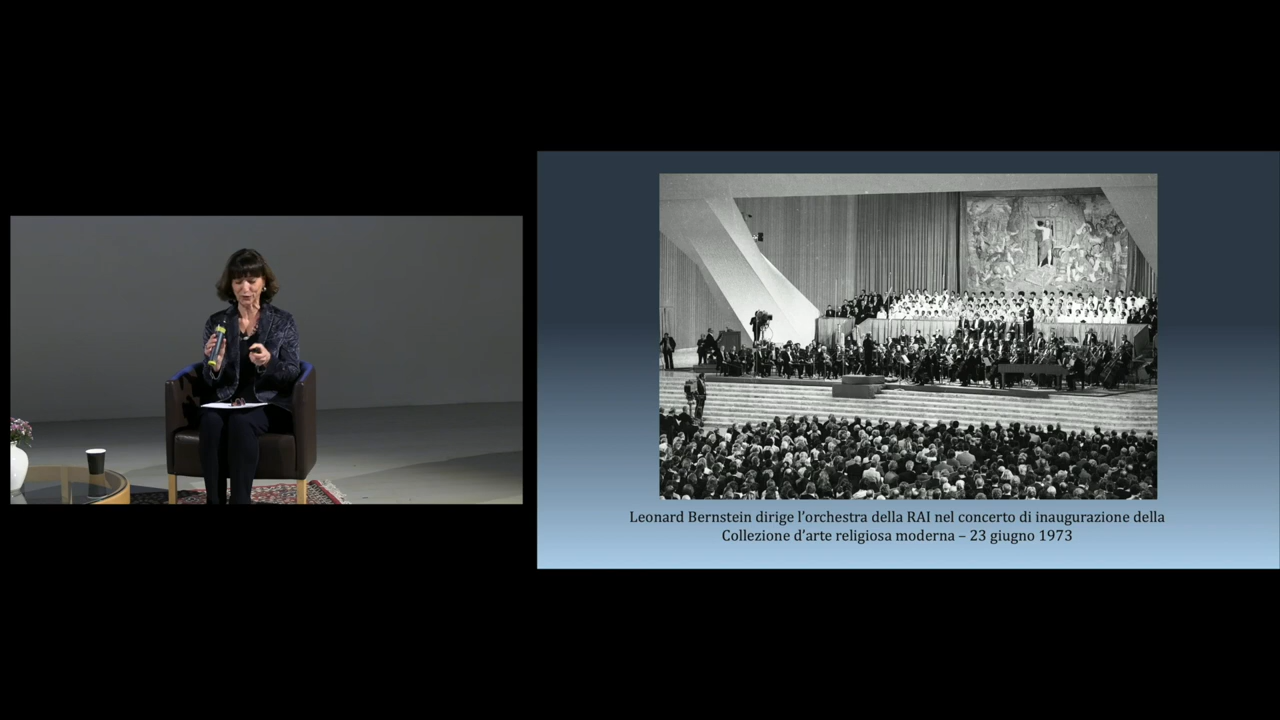 Leonard Bernstein dirige l’orchestra della RAI nel concerto di inaugurazione della
Collezione d’arte religiosa moderna – 23 giugno 1973